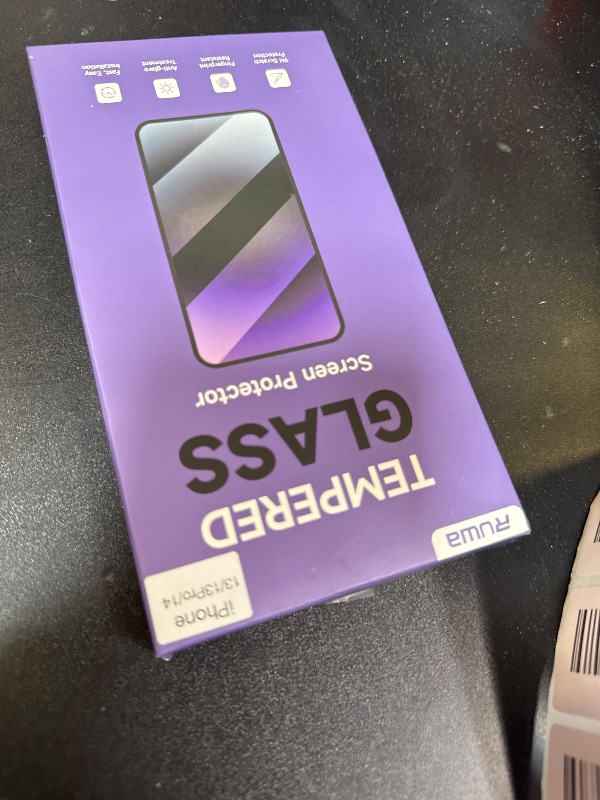 Ruwa
iPhone
13/13Pro/14
TEMPERED
GLASS
Screen Protector
9H Scratch
Protection
Fingerprint
Resistant
Anti-glare
Treatment
Fast, Easy
Installation